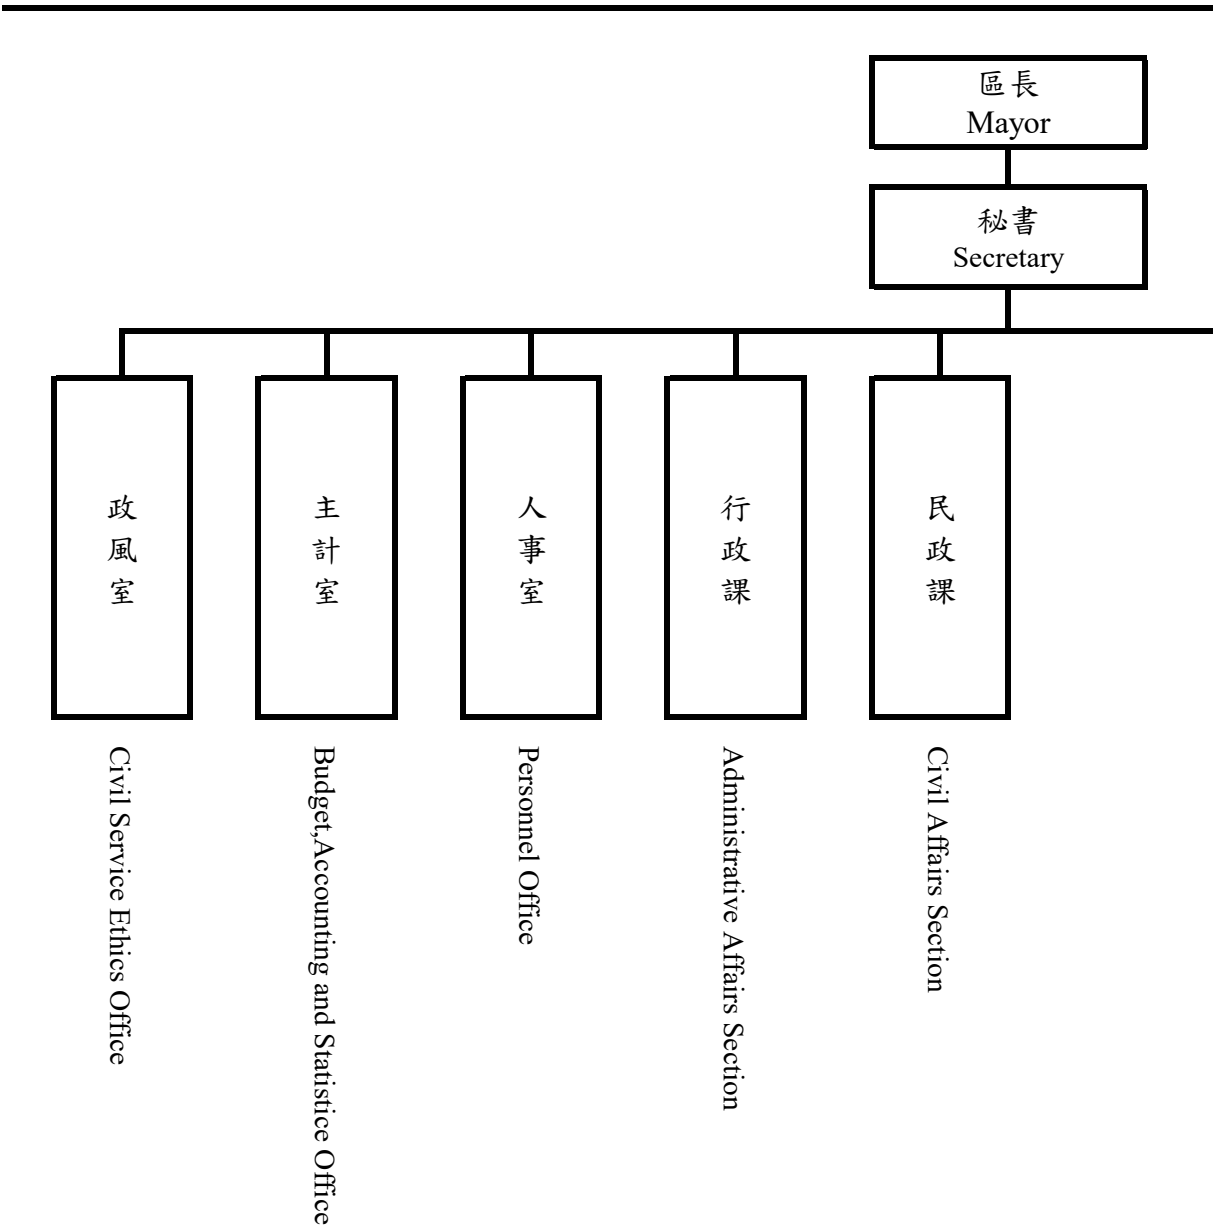 區長
Mayor
秘書
Secretary
政風室
主計室
人事室
行政課
民政課
Civil Service Ethics Office
Budget,Accounting and Statistice Office
Personnel Office
Administrative Affairs Section
Civil Affairs Section